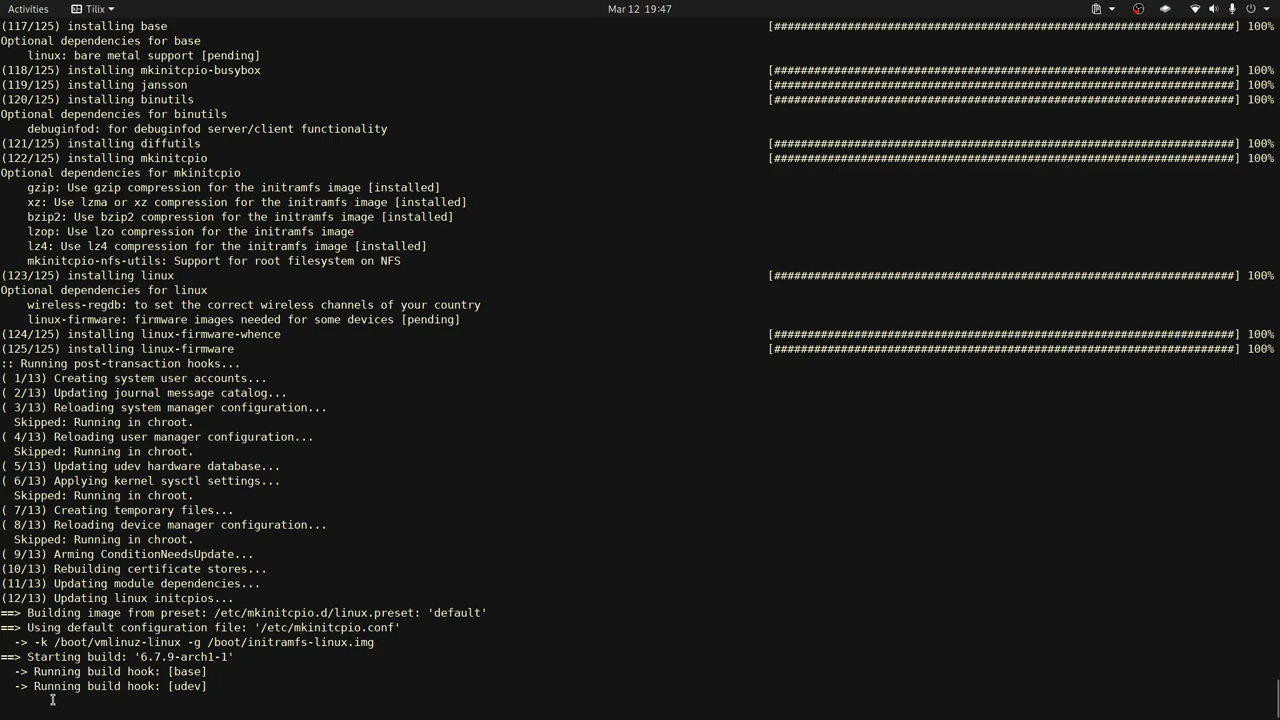 Activities Tilix Mar 12 19:47
(117/125) installing base [#####################################################################] 100%
Optional dependencies for base
    linux: bare metal support [pending]
(118/125) installing mkinitcpio-busybox [#####################################################################] 100%
(119/125) installing jansson [#####################################################################] 100%
(120/125) installing binutils [#####################################################################] 100%
Optional dependencies for binutils
    debuginfod: for debuginfod server/client functionality
(121/125) installing diffutils [#####################################################################] 100%
(122/125) installing mkinitcpio [#####################################################################] 100%
Optional dependencies for mkinitcpio
    gzip: Use gzip compression for the initramfs image [installed]
    xz: Use lzma or xz compression for the initramfs image [installed]
    bzip2: Use bzip2 compression for the initramfs image [installed]
    lzop: Use lzo compression for the initramfs image
    lz4: Use lz4 compression for the initramfs image [installed]
    mkinitcpio-nfs-utils: Support for root filesystem on NFS
(123/125) installing linux [#####################################################################] 100%
Optional dependencies for linux
    wireless-regdb: to set the correct wireless channels of your country
    linux-firmware: firmware images needed for some devices [pending]
(124/125) installing linux-firmware-whence [#####################################################################] 100%
(125/125) installing linux-firmware [#####################################################################] 100%
:: Running post-transaction hooks...
( 1/13) Creating system user accounts...
( 2/13) Updating journal message catalog...
( 3/13) Reloading system manager configuration...
  Skipped: Running in chroot.
( 4/13) Reloading user manager configuration...
  Skipped: Running in chroot.
( 5/13) Updating udev hardware database...
( 6/13) Applying kernel sysctl settings...
  Skipped: Running in chroot.
( 7/13) Creating temporary files...
( 8/13) Reloading device manager configuration...
  Skipped: Running in chroot.
( 9/13) Arming ConditionNeedsUpdate...
(10/13) Rebuilding certificate stores...
(11/13) Updating module dependencies...
(12/13) Updating linux initcpios...
==> Building image from preset: /etc/mkinitcpio.d/linux.preset: 'default'
==> Using default configuration file: '/etc/mkinitcpio.conf'
  -> -k /boot/vmlinuz-linux -g /boot/initramfs-linux.img
==> Starting build: '6.7.9-arch1-1'
  -> Running build hook: [base]
  -> Running build hook: [udev]